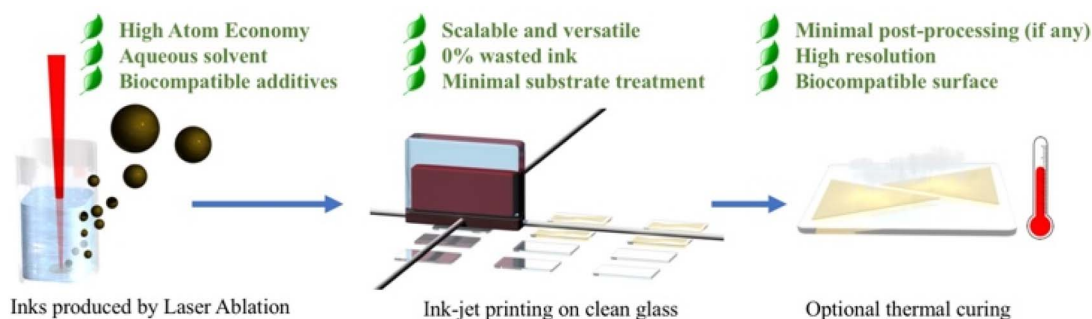 High Atom Economy
Aqueous solvent
Biocompatible additives
Scalable and versatile
0% wasted ink
Minimal substrate treatment
Minimal post-processing (if any)
High resolution
Biocompatible surface
Inks produced by Laser Ablation
Ink-jet printing on clean glass
Optional thermal curing